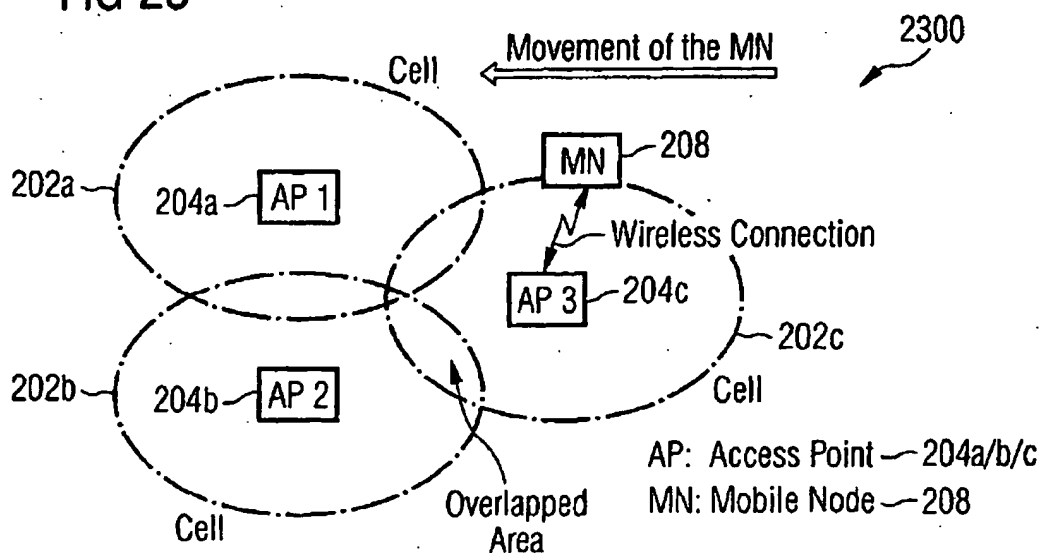 2300
Movement of the MN
Cell
MN
208
202a
204a
AP 1
Wireless Connection
AP 3
204c
202c
Cell
202b
204b
AP 2
Overlapped
Area
Cell
AP: Access Point 204a/b/c
MN: Mobile Node 208